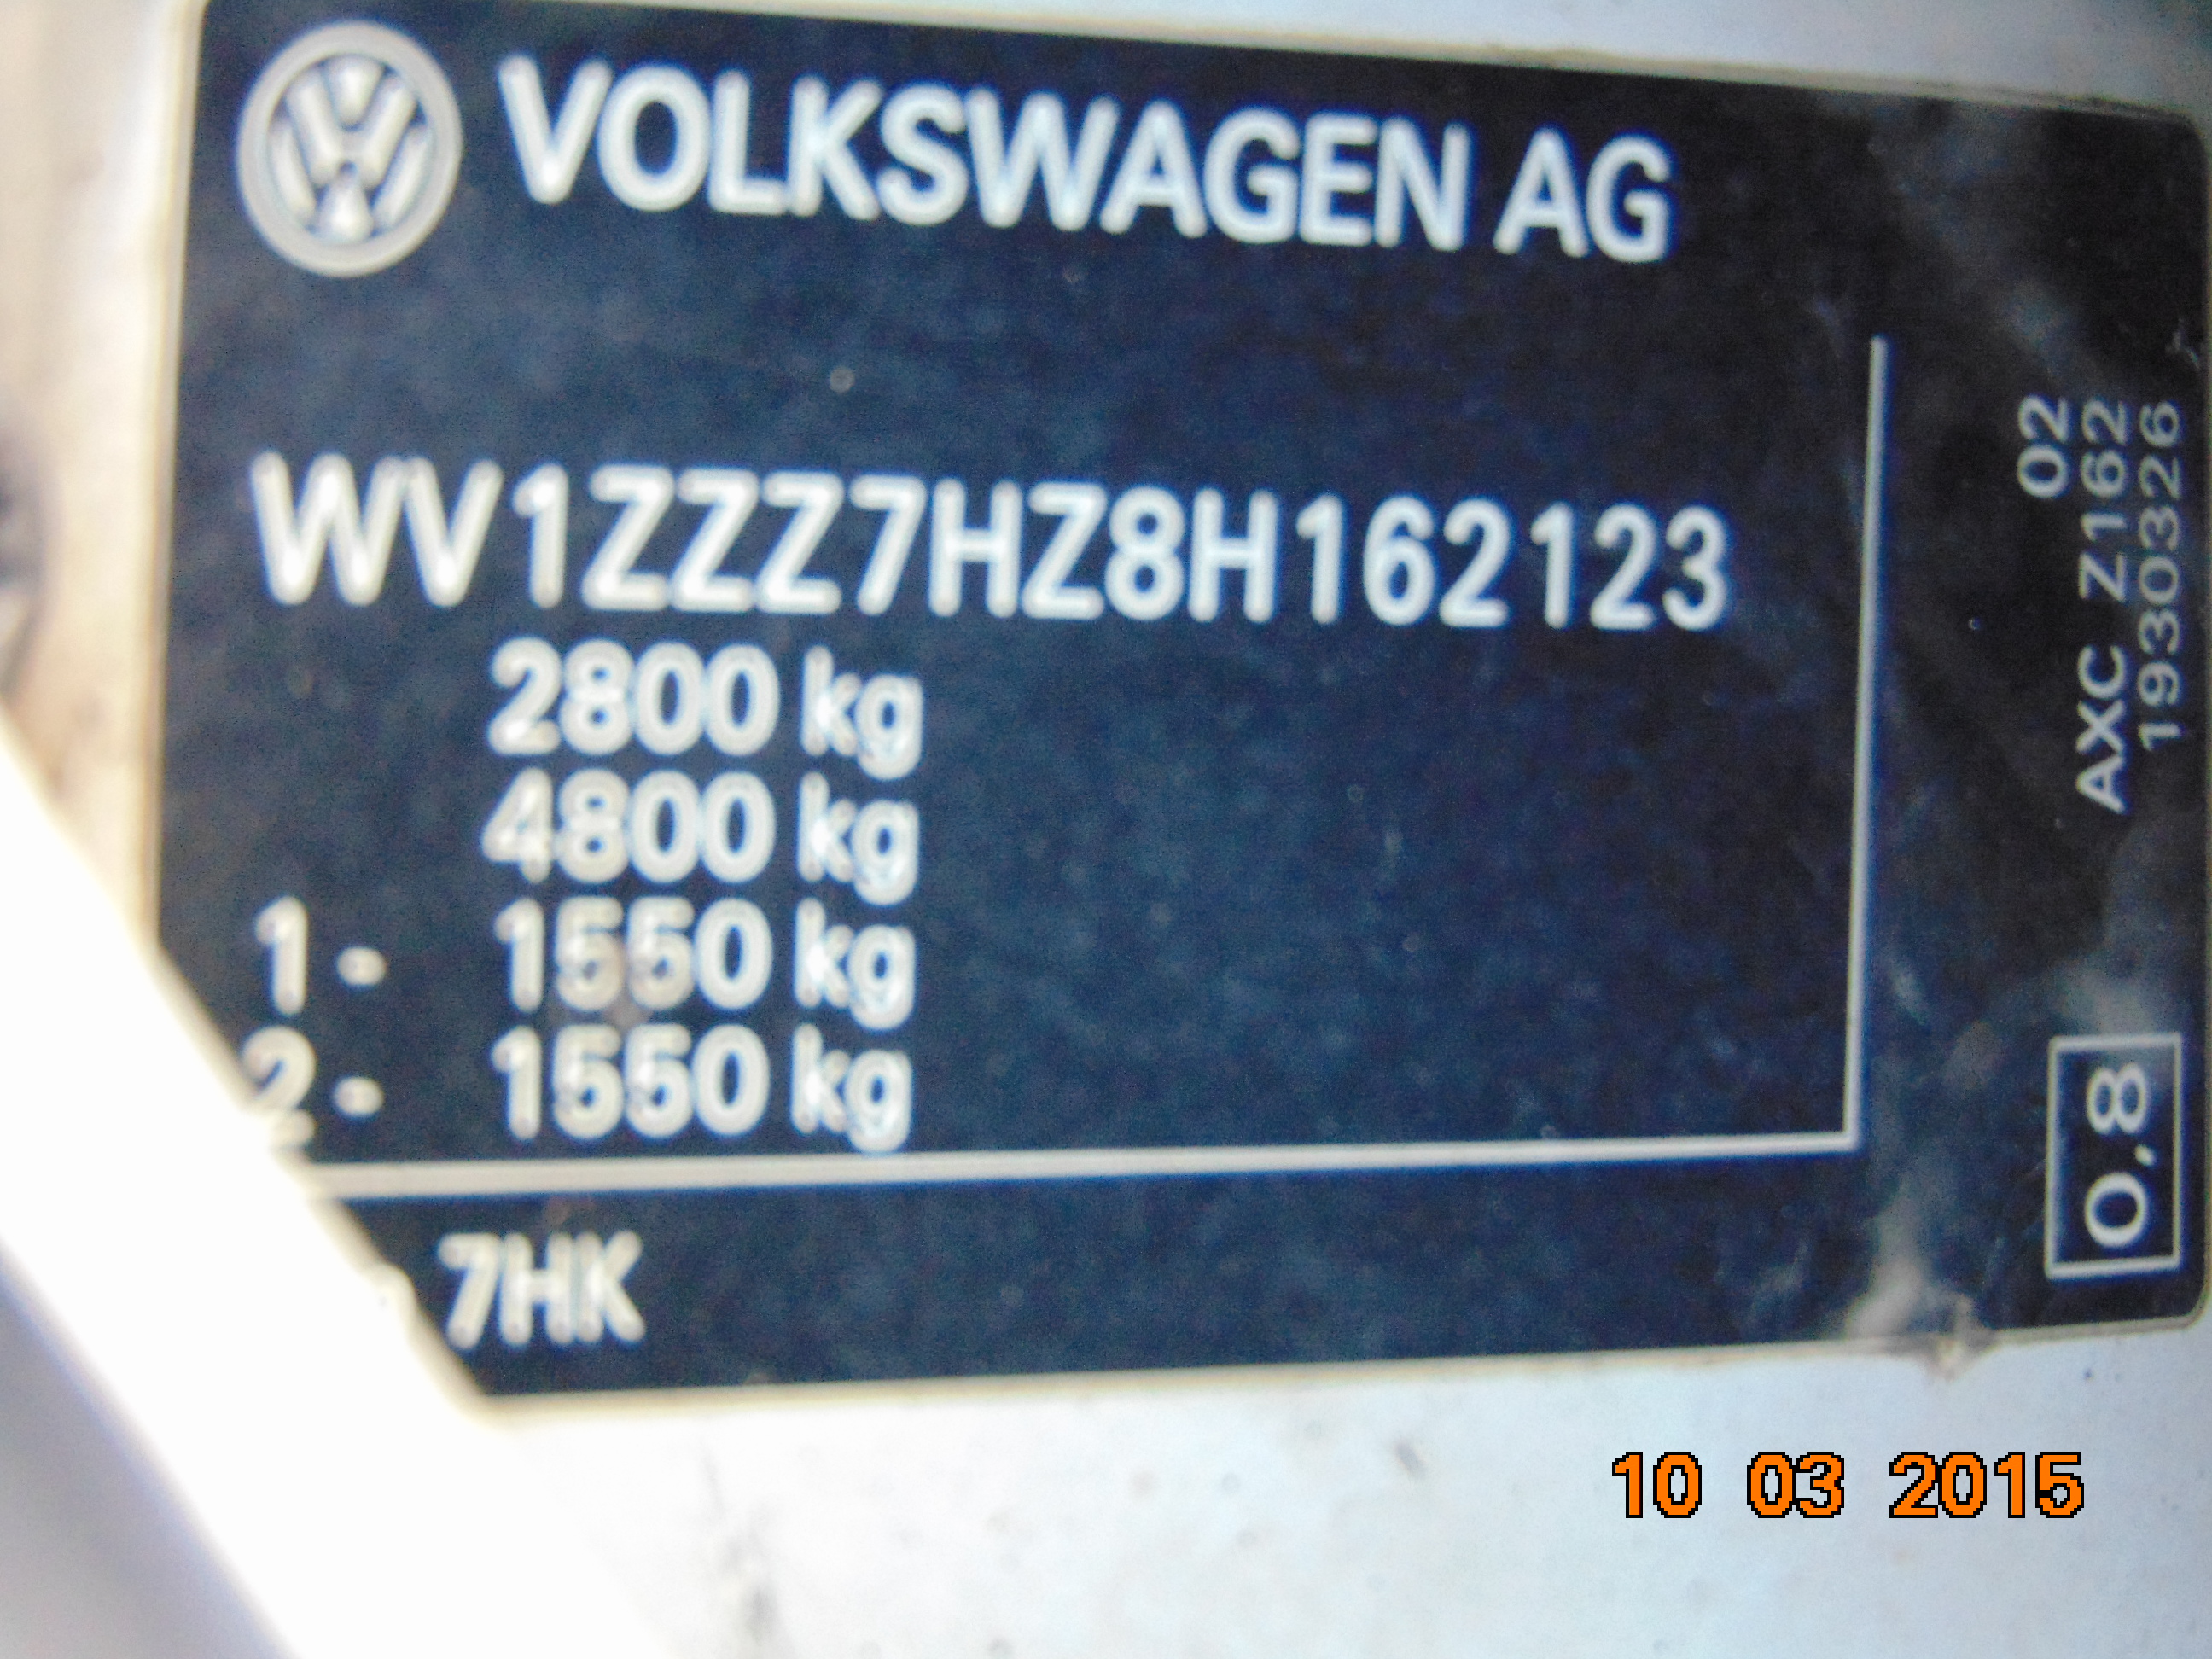 VOLKSWAGEN AG
WV1ZZZ7HZ8H162123
2800 kg
4800 kg
1- 1550 kg
2- 1550 kg
7HK
02
AXC Z162
1930326
0,8
10 03 2015